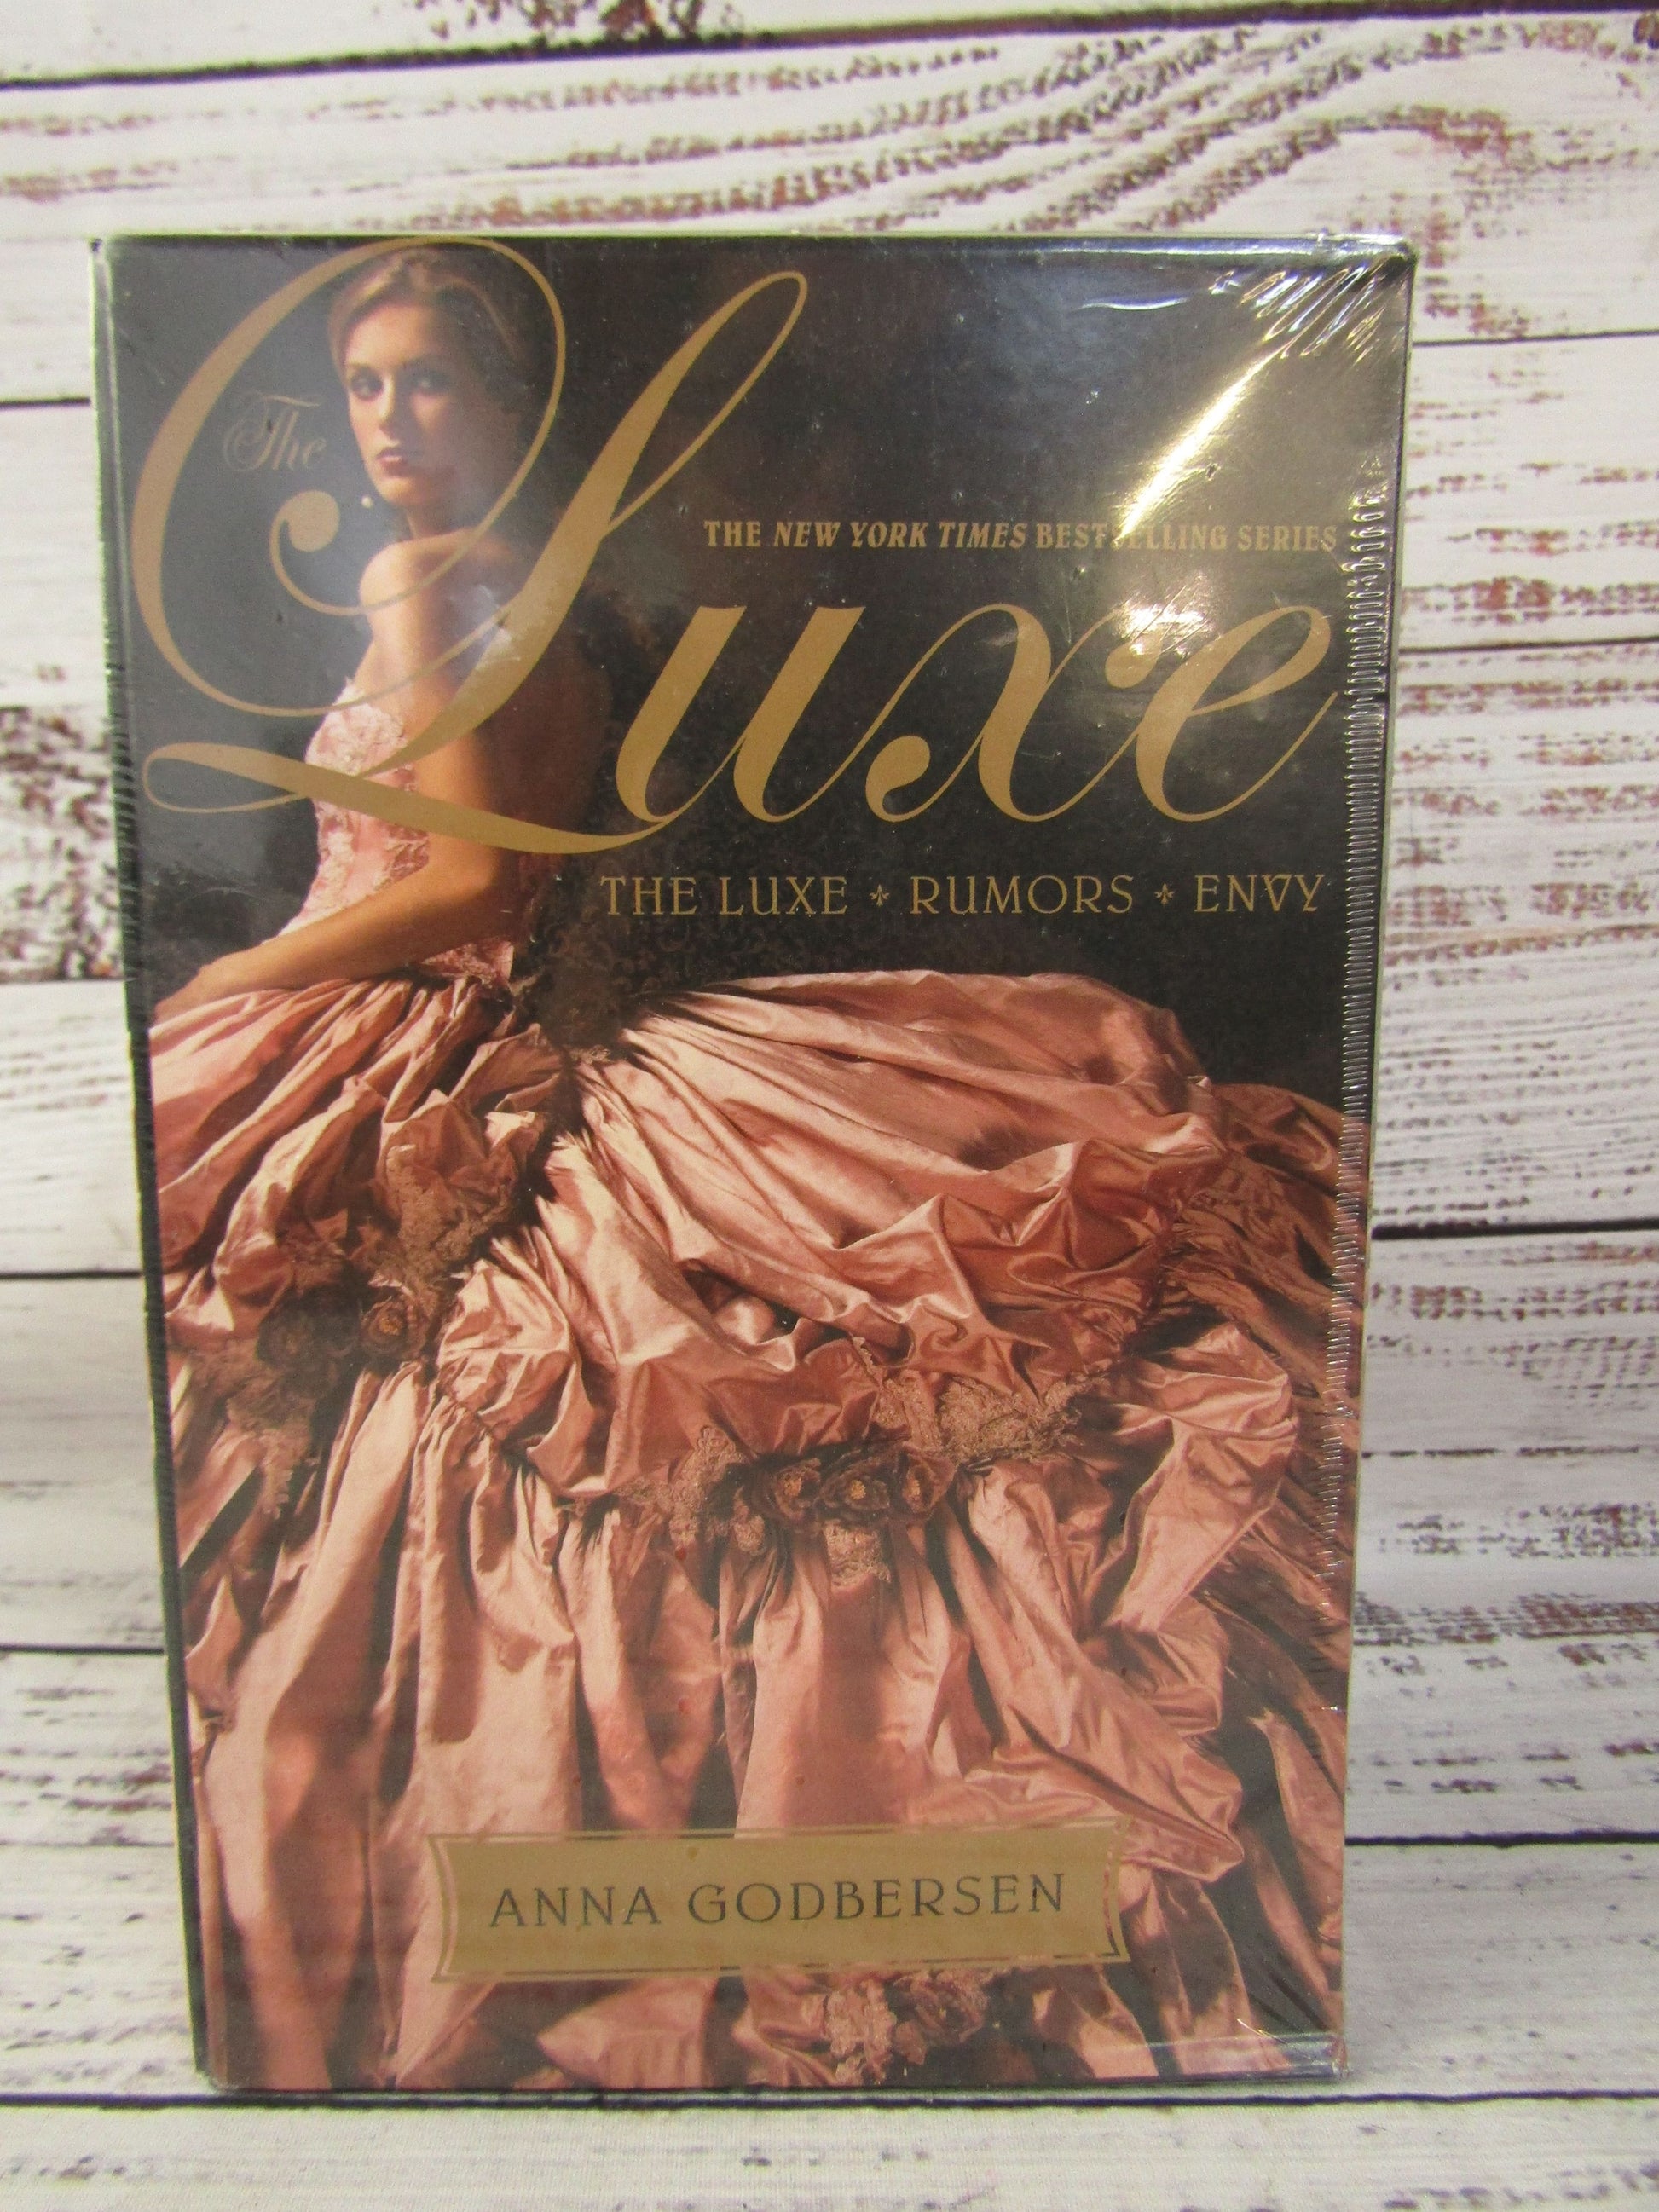 The
Luxe
THE NEW YORK TIMES BESTSELLING SERIES
THE LUXE * RUMORS * ENVY
ANNA GODBERSEN